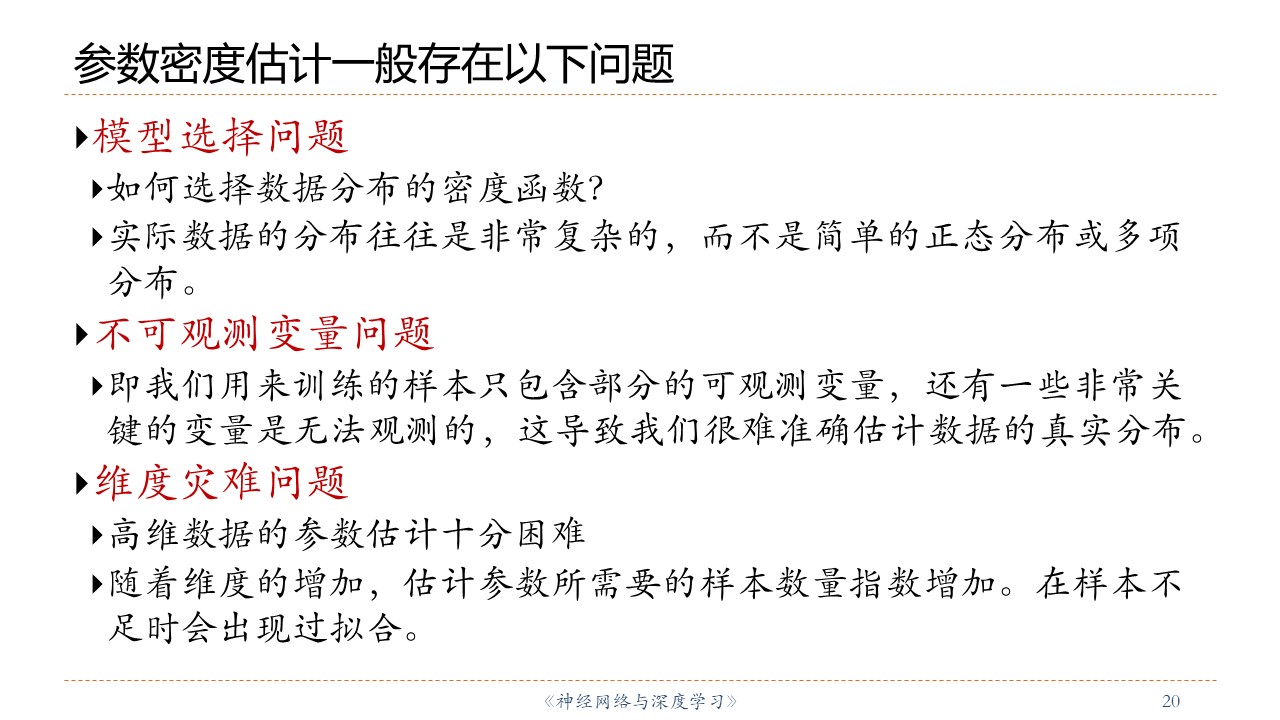 参数密度估计一般存在以下问题
模型选择问题
如何选择数据分布的密度函数?
实际数据的分布往往是非常复杂的，而不是简单的正态分布或多项
分布。
不可观测变量问题
即我们用来训练的样本只包含部分的可观测变量，还有一些非常关
键的变量是无法观测的，这导致我们很难准确估计数据的真实分布。
维度灾难问题
高维数据的参数估计十分困难
随着维度的增加，估计参数所需要的样本数量指数增加。在样本不
足时会出现过拟合。
《神经网络与深度学习》
20